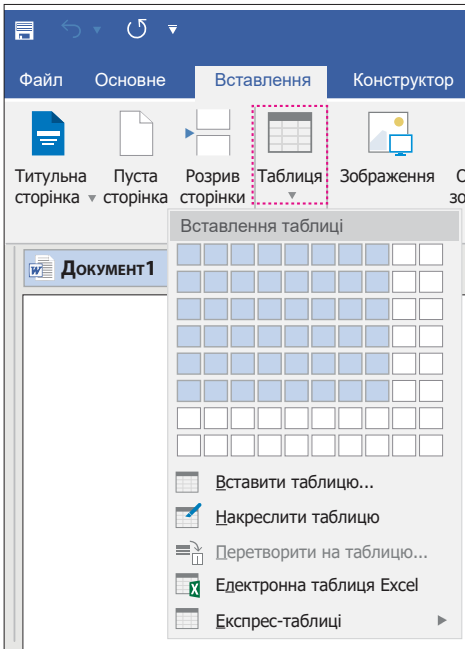 Файл Основне Вставлення Конструктор
Титульна сторінка
Пуста сторінка
Розрив сторінки
Таблиця
Зображення
Вставлення таблиці
Документ1
Вставити таблицю...
Накреслити таблицю
Перетворити на таблицю...
Електронна таблиця Excel
Експрес-таблиці